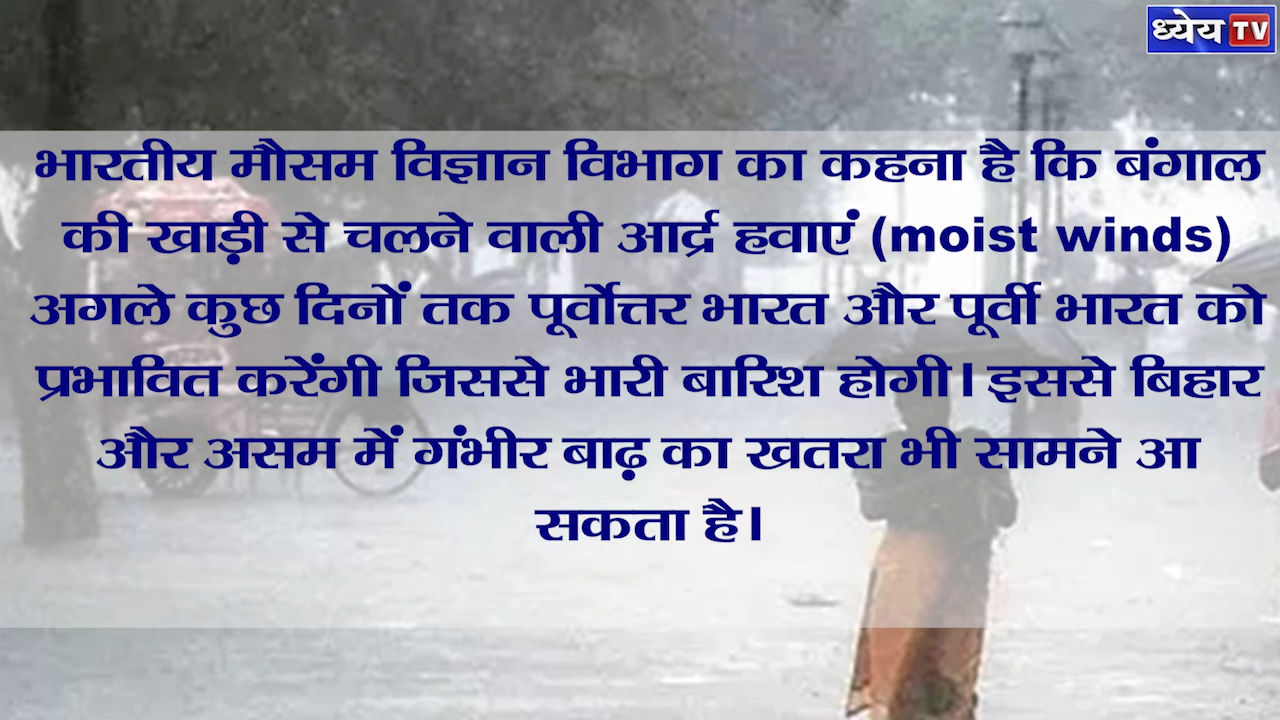 ध्येय TV
भारतीय मौसम विज्ञान विभाग का कहना है कि बंगाल
की खाड़ी से चलने वाली आर्द्र हवाएं (moist winds)
अगले कुछ दिनों तक पूर्वोत्तर भारत और पूर्वी भारत को
प्रभावित करेंगी जिससे भारी बारिश होगी। इससे बिहार
और असम में गंभीर बाढ़ का खतरा भी सामने आ
सकता है।